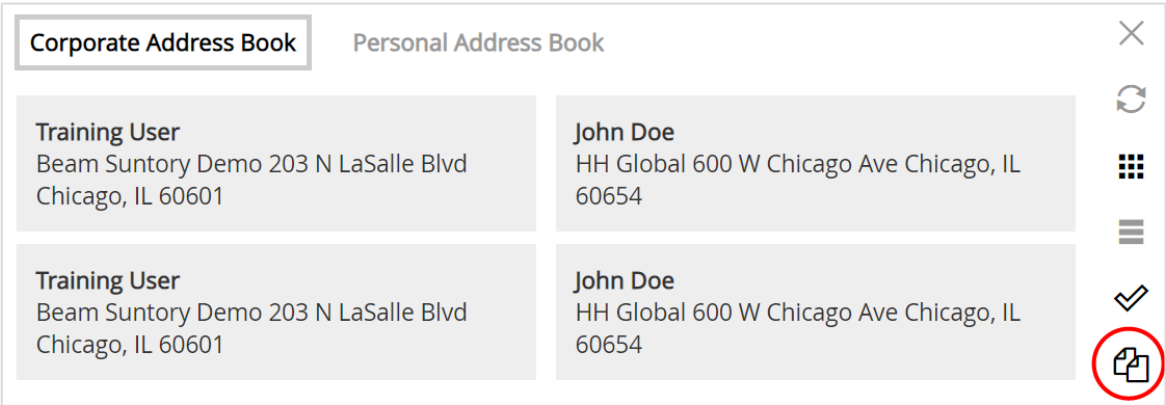 Corporate Address Book
Personal Address Book
Training User
Beam Suntory Demo 203 N LaSalle Blvd
Chicago, IL 60601
John Doe
HH Global 600 W Chicago Ave Chicago, IL
60654
Training User
Beam Suntory Demo 203 N LaSalle Blvd
Chicago, IL 60601
John Doe
HH Global 600 W Chicago Ave Chicago, IL
60654